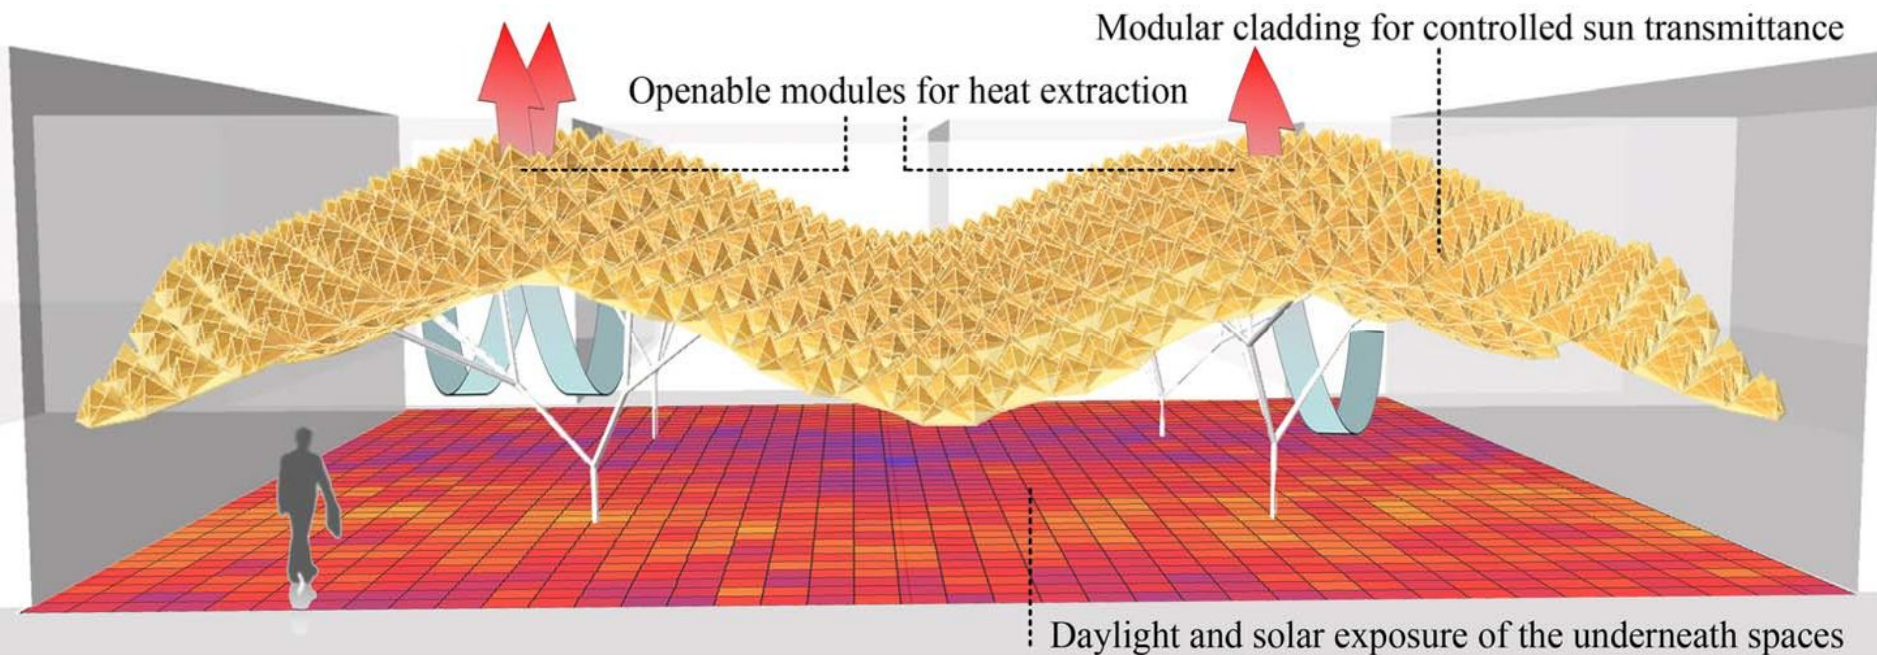 Modular cladding for controlled sun transmittance
Openable modules for heat extraction
Daylight and solar exposure of the underneath spaces